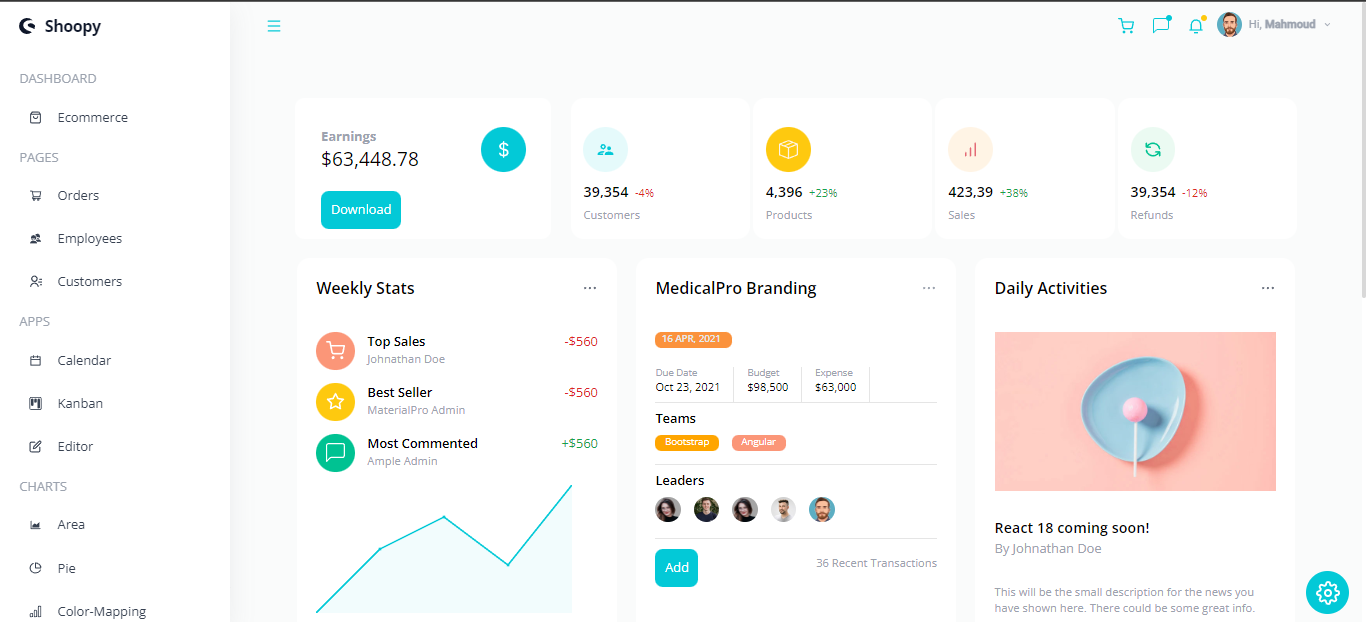 Shoopy
DASHBOARD
Ecommerce
PAGES
Orders
Employees
Customers
APPS
Calendar
Kanban
Editor
CHARTS
Area
Pie
Color-Mapping
Hi, Mahmoud
Earnings
$63,448.78
$
Download
39,354 -4%
Customers
4,396 +23%
Products
423,39 +38%
Sales
39,354 -12%
Refunds
Weekly Stats
...
Top Sales
Johnathan Doe
-$560
Best Seller
MaterialPro Admin
-$560
Most Commented
Ample Admin
+$560
MedicalPro Branding
...
16 APR, 2021
Due Date
Oct 23, 2021
Budget
$98,500
Expense
$63,000
Teams
Bootstrap
Angular
Leaders
Add
36 Recent Transactions
Daily Activities
...
React 18 coming soon!
By Johnathan Doe
This will be the small description for the news you
have shown here. There could be some great info.